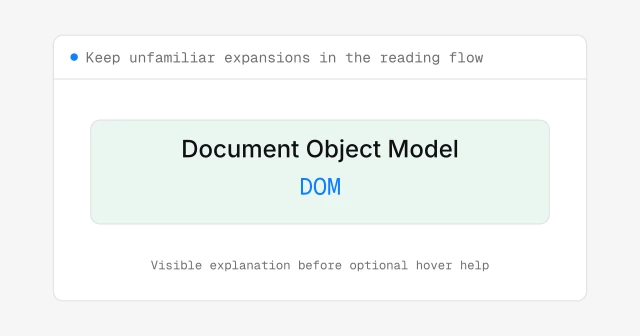 Keep unfamiliar expansions in the reading flow
Document Object Model
DOM
Visible explanation before optional hover help